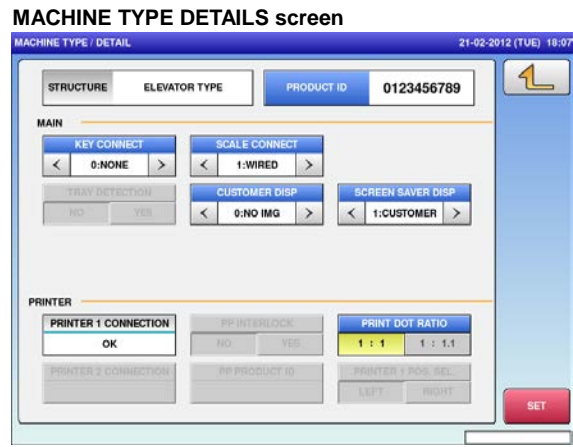 MACHINE TYPE DETAILS screen
MACHINE TYPE / DETAIL 21-02-2012 (TUE) 18:07
STRUCTURE ELEVATOR TYPE PRODUCT ID 0123456789
MAIN
KEY CONNECT SCALE CONNECT
< 0:NONE > < 1:WIRED >
TRAY DETECTION CUSTOMER DISP SCREEN SAVER DISP
NO YES < 0:NO IMG > < 1:CUSTOMER >
PRINTER
PRINTER 1 CONNECTION PP INTERLOCK PRINT DOT RATIO
OK NO YES 1 : 1 1 : 1.1
PRINTER 2 CONNECTION PP PRODUCT ID PRINTER 1 POS. SEL.
LEFT RIGHT
SET